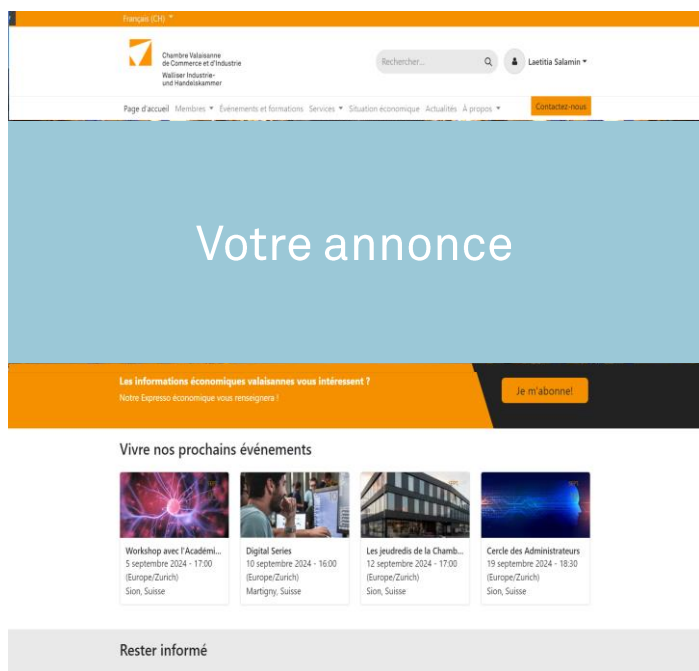 Français (CH)
Chambre Valaisanne
de Commerce et d'Industrie
Walliser Industrie-
und Handelskammer
Rechercher...
Laetitia Salamin
Page d'accueil Membres Événements et formations Services Situation économique Actualités À propos
Contactez-nous
Votre annonce
Les informations économiques valaisannes vous intéressent ?
Notre Expresso économique vous renseignera !
Je m'abonne!
Vivre nos prochains événements
Workshop avec l'Académi...
5 septembre 2024 - 17:00
(Europe/Zurich)
Sion, Suisse
Digital Series
10 septembre 2024 - 16:00
(Europe/Zurich)
Martigny, Suisse
Les jeudredis de la Chamb...
12 septembre 2024 - 17:00
(Europe/Zurich)
Sion, Suisse
Cercle des Administrateurs
19 septembre 2024 - 18:30
(Europe/Zurich)
Sion, Suisse
Rester informé